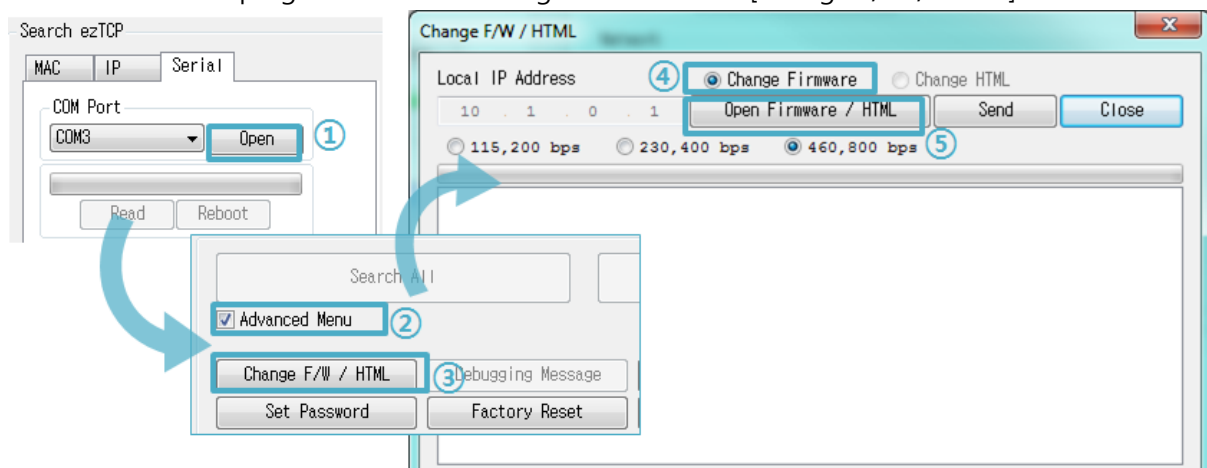 Search ezTCP
MAC IP Serial
COM Port
COM3 Open ①
Read Reboot
Search All
Advanced Menu ②
Change F/W / HTML ③ Debugging Message
Set Password Factory Reset
Change F/W / HTML
Local IP Address ④ Change Firmware Change HTML
10 . 1 . 0 . 1 Open Firmware / HTML Send Close
115,200 bps 230,400 bps 460,800 bps ⑤